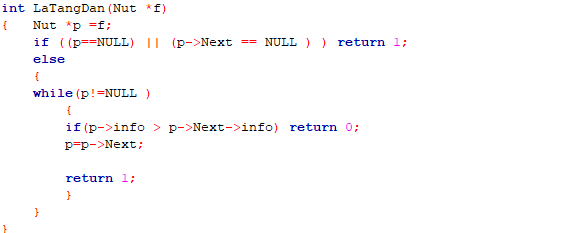 int LaTangDan(Nut *f)
{   Nut *p =f;
    if ((p==NULL) || (p->Next == NULL ) ) return 1;
    else
    {
    while(p!=NULL )
        {
        if(p->info > p->Next->info) return 0;
        p=p->Next;

        return 1;
        }
    }
}